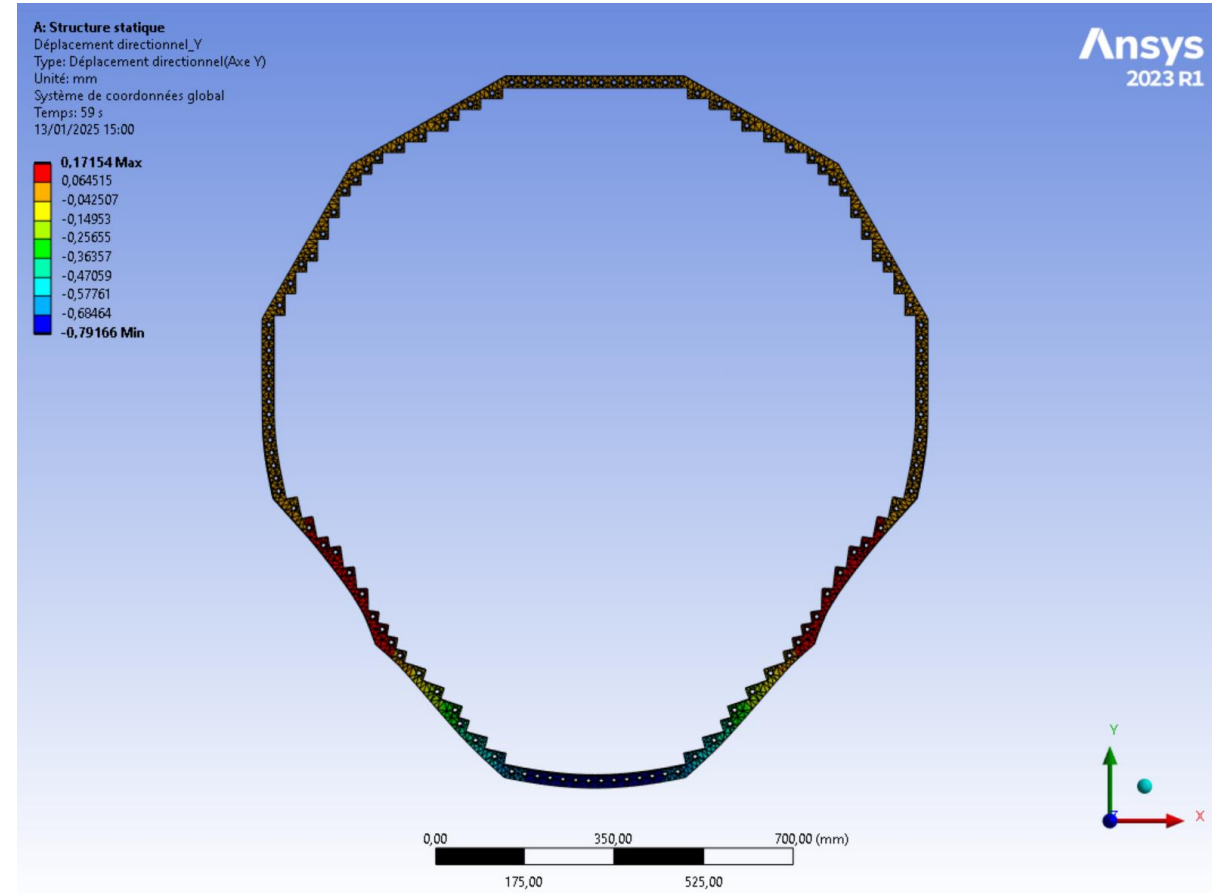 A: Structure statique
Déplacement directionnel_Y
Type: Déplacement directionnel(Axe Y)
Unité: mm
Système de coordonnées global
Temps: 59 s
13/01/2025 15:00
Ansys
2023 R1
0,17154 Max
0,064515
-0,042507
-0,14953
-0,25655
-0,36357
-0,47059
-0,57761
-0,68464
-0,79166 Min
Y
X
0,00 350,00 700,00 (mm)
175,00 525,00